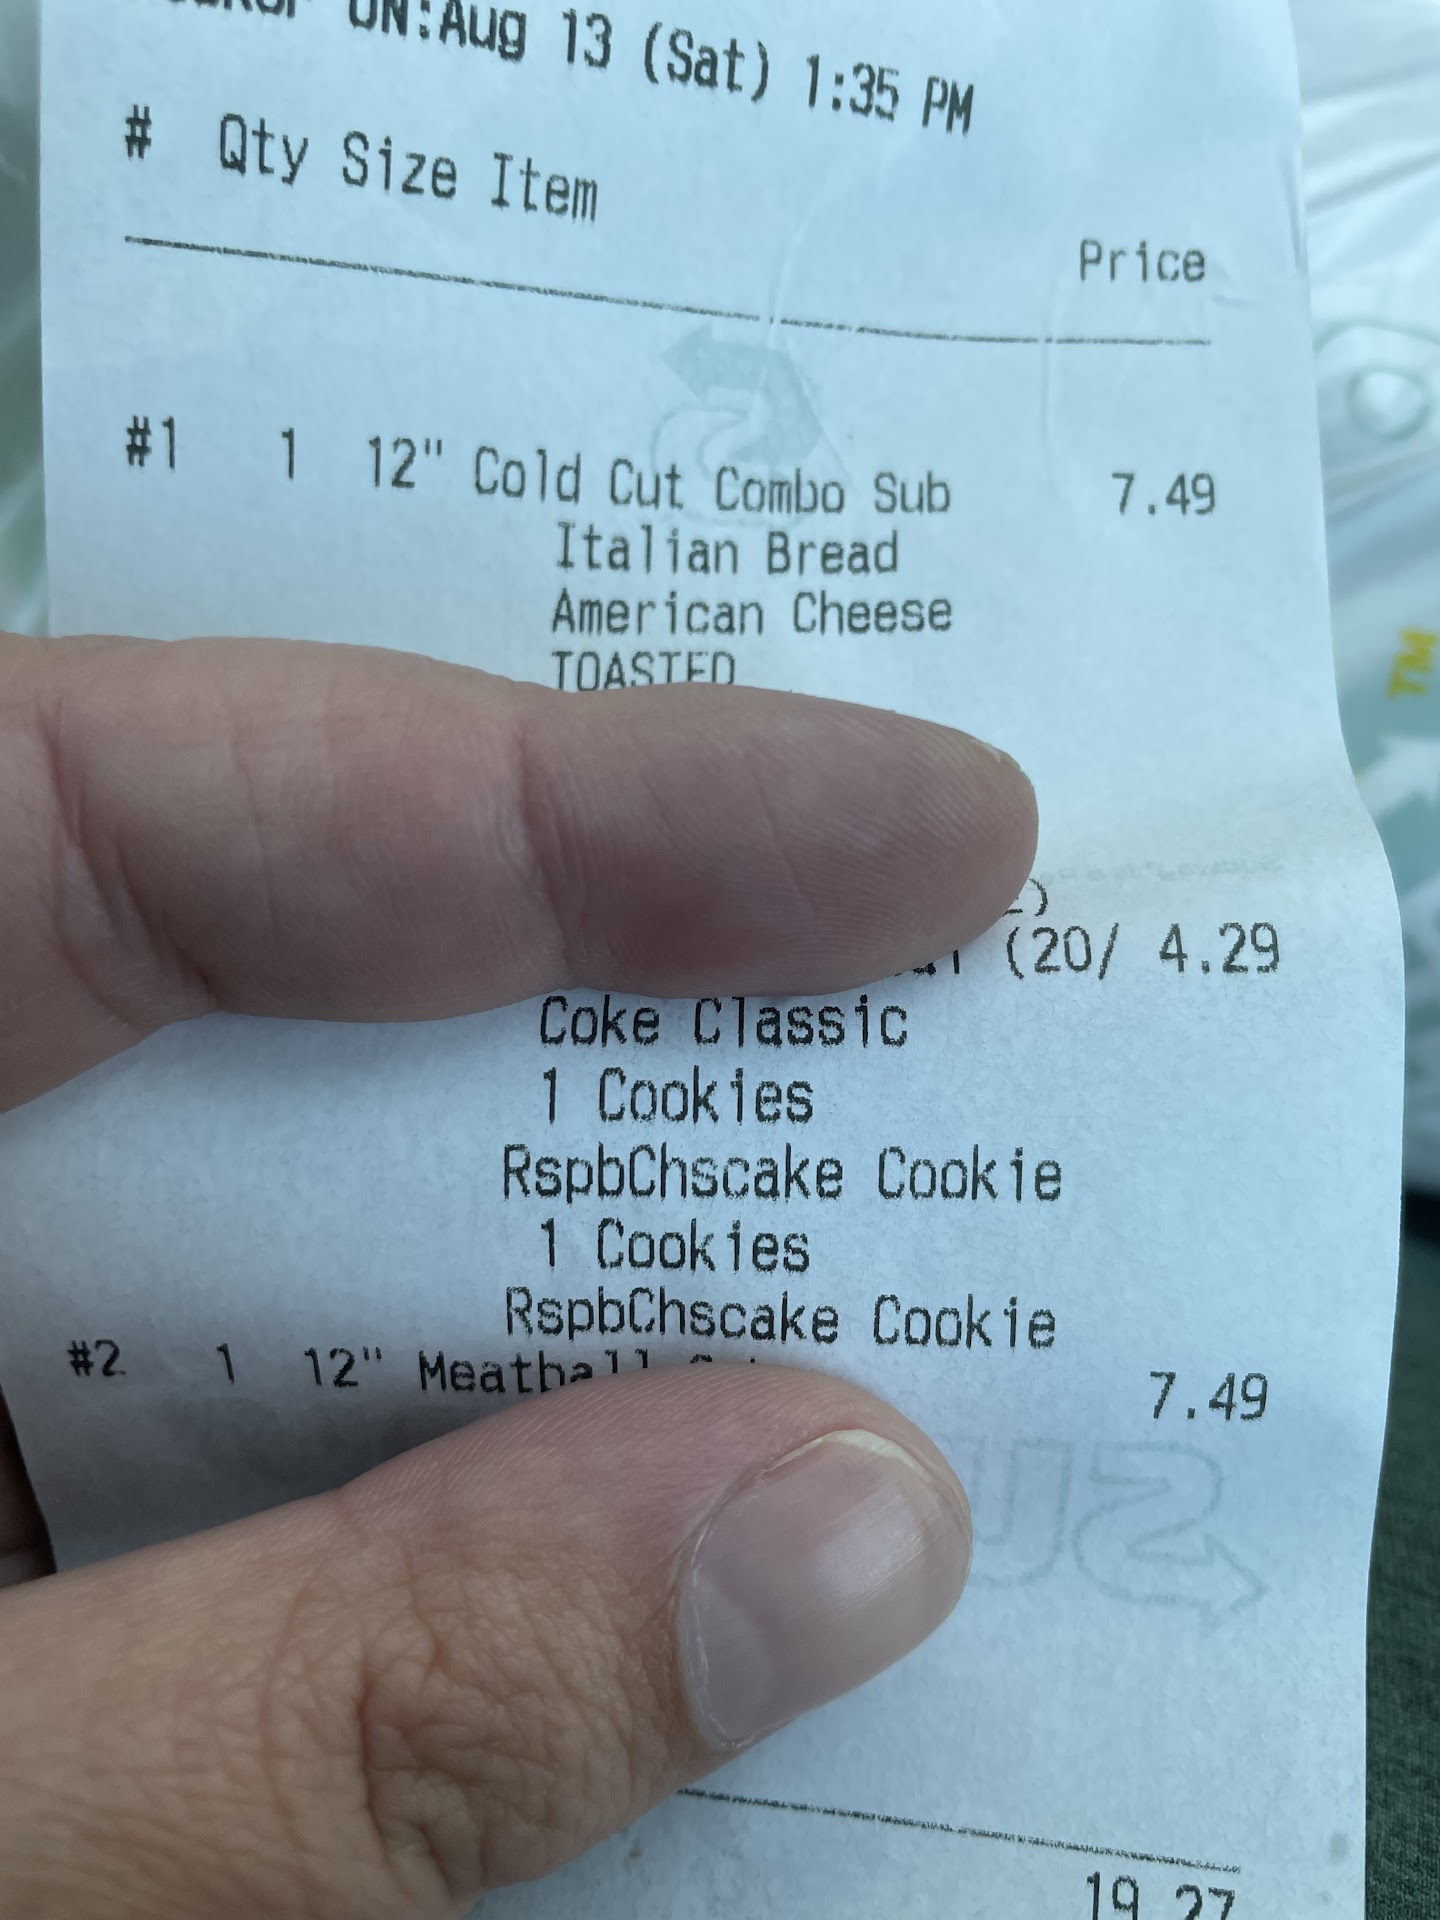 ON:Aug 13 (Sat) 1:35 PM
# Qty Size Item
Price
#1 1 12" Cold Cut Combo Sub 7.49
Italian Bread
American Cheese
TOASTED
(20/ 4.29
Coke Classic
1 Cookies
RspbChscake Cookie
1 Cookies
RspbChscake Cookie
#2 1 12" Meatball 7.49
19.27
TM